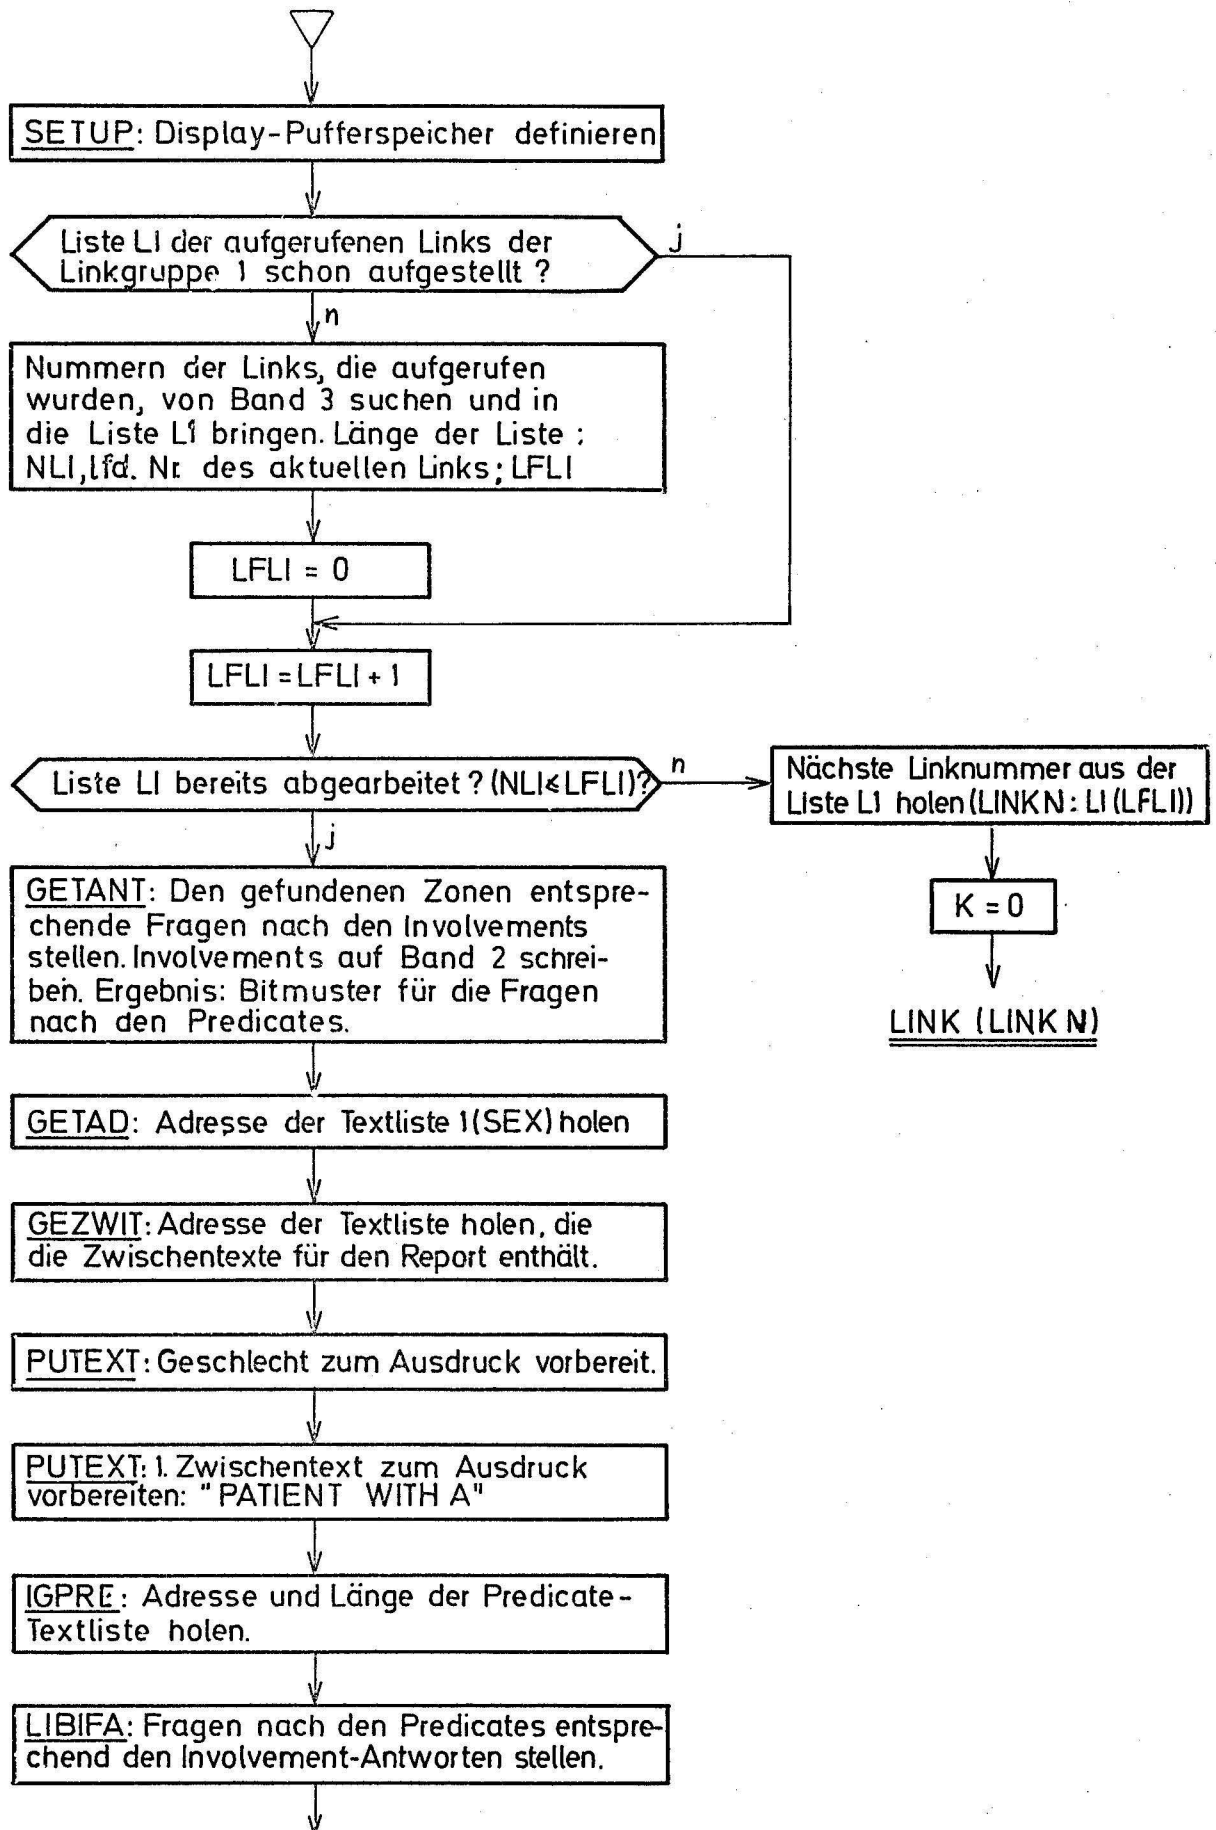 SETUP: Display-Pufferspeicher definieren
Liste LI der aufgerufenen Links der
Linkgruppe 1 schon aufgestellt ?
j
n
Nummern der Links, die aufgerufen
wurden, von Band 3 suchen und in
die Liste LI bringen. Länge der Liste :
NLI, lfd. Nr. des aktuellen Links; LFLI
LFLI = 0
LFLI = LFLI + 1
Liste LI bereits abgearbeitet ? (NLI≤LFLI)?
n
Nächste Linknummer aus der
Liste LI holen (LINKN: LI (LFLI))
K = 0
LINK (LINKN)
j
GETANT: Den gefundenen Zonen entspre-
chende Fragen nach den Involvements
stellen. Involvements auf Band 2 schrei-
ben. Ergebnis: Bitmuster für die Fragen
nach den Predicates.
GETAD: Adresse der Textliste 1(SEX) holen
GEZWIT: Adresse der Textliste holen, die
die Zwischentexte für den Report enthält.
PUTEXT: Geschlecht zum Ausdruck vorbereit.
PUTEXT: 1. Zwischentext zum Ausdruck
vorbereiten: "PATIENT WITH A"
IGPRE: Adresse und Länge der Predicate-
Textliste holen.
LIBIFA: Fragen nach den Predicates entspre-
chend den Involvement-Antworten stellen.